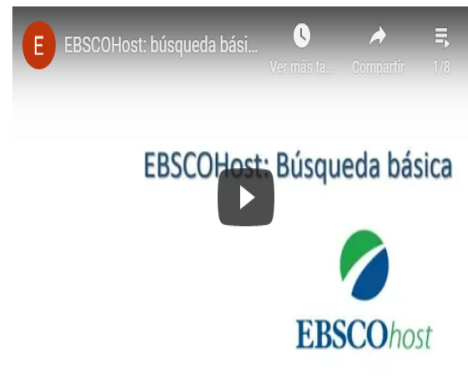 E
EBSCOHost: búsqueda bási...
Ver más ta...
Compartir
1/8
EBSCOHost: Búsqueda básica
EBSCOhost